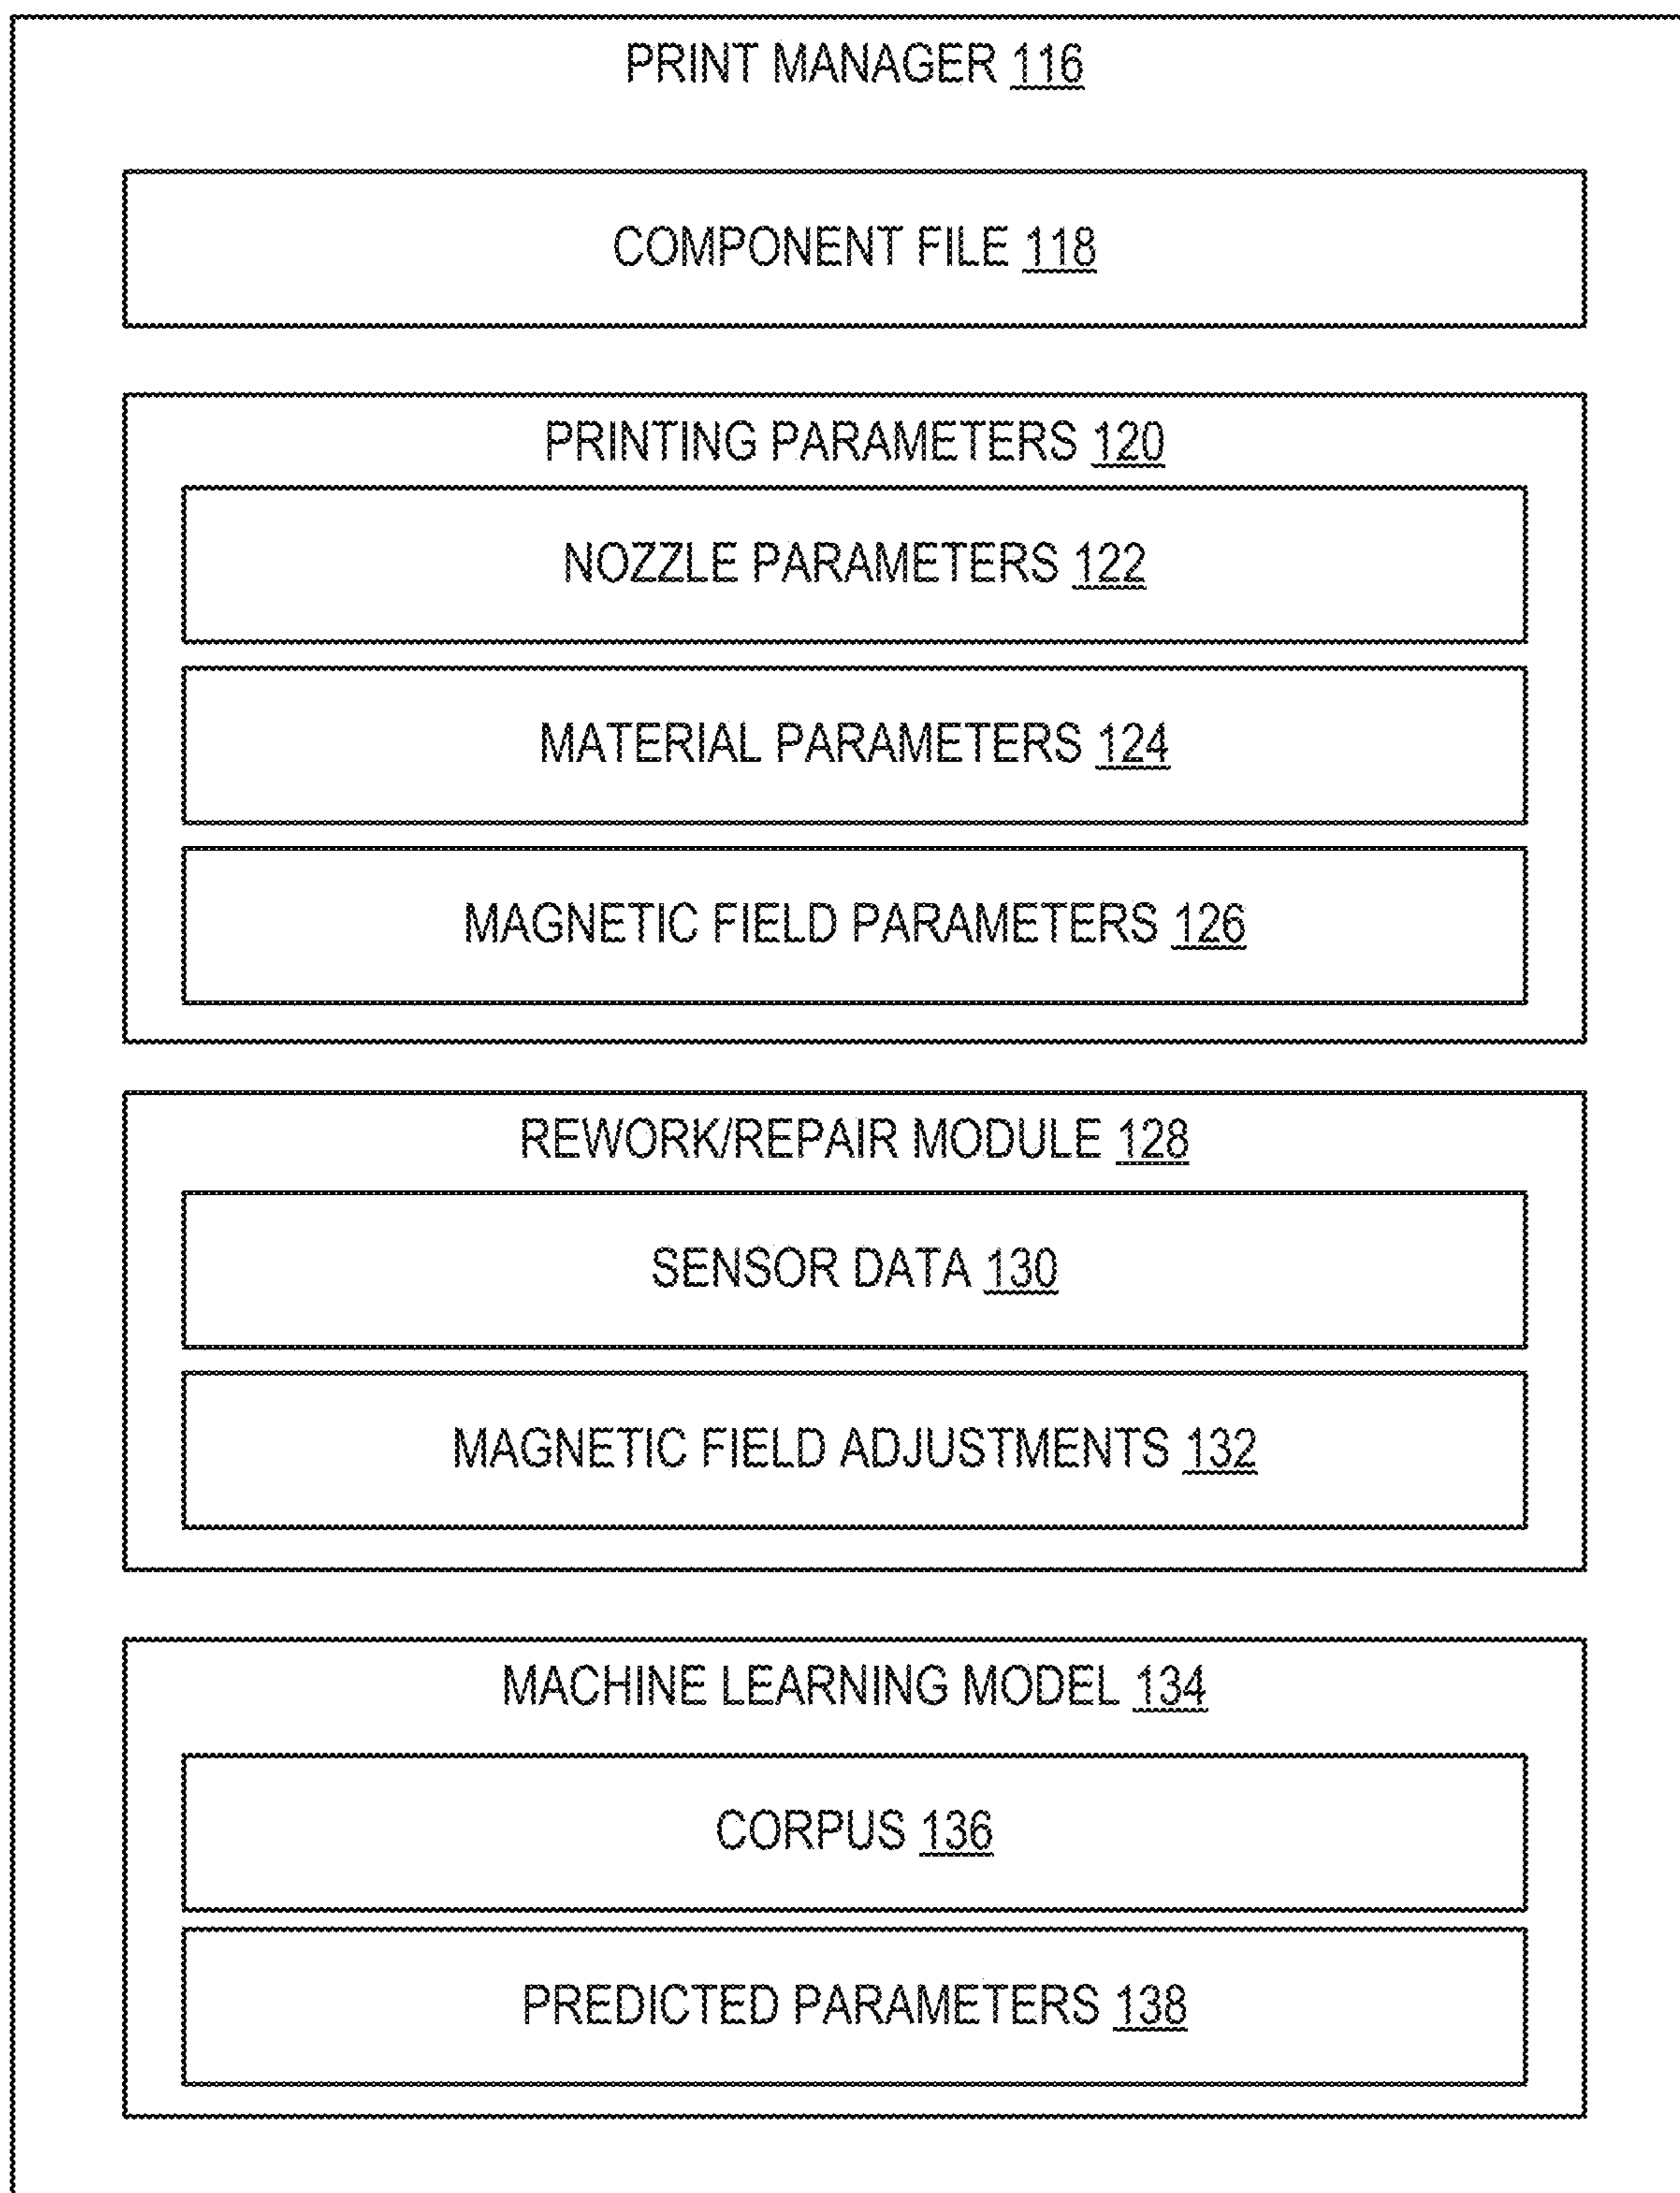 PRINT MANAGER 116
COMPONENT FILE 118
PRINTING PARAMETERS 120
NOZZLE PARAMETERS 122
MATERIAL PARAMETERS 124
MAGNETIC FIELD PARAMETERS 126
REWORK/REPAIR MODULE 128
SENSOR DATA 130
MAGNETIC FIELD ADJUSTMENTS 132
MACHINE LEARNING MODEL 134
CORPUS 136
PREDICTED PARAMETERS 138